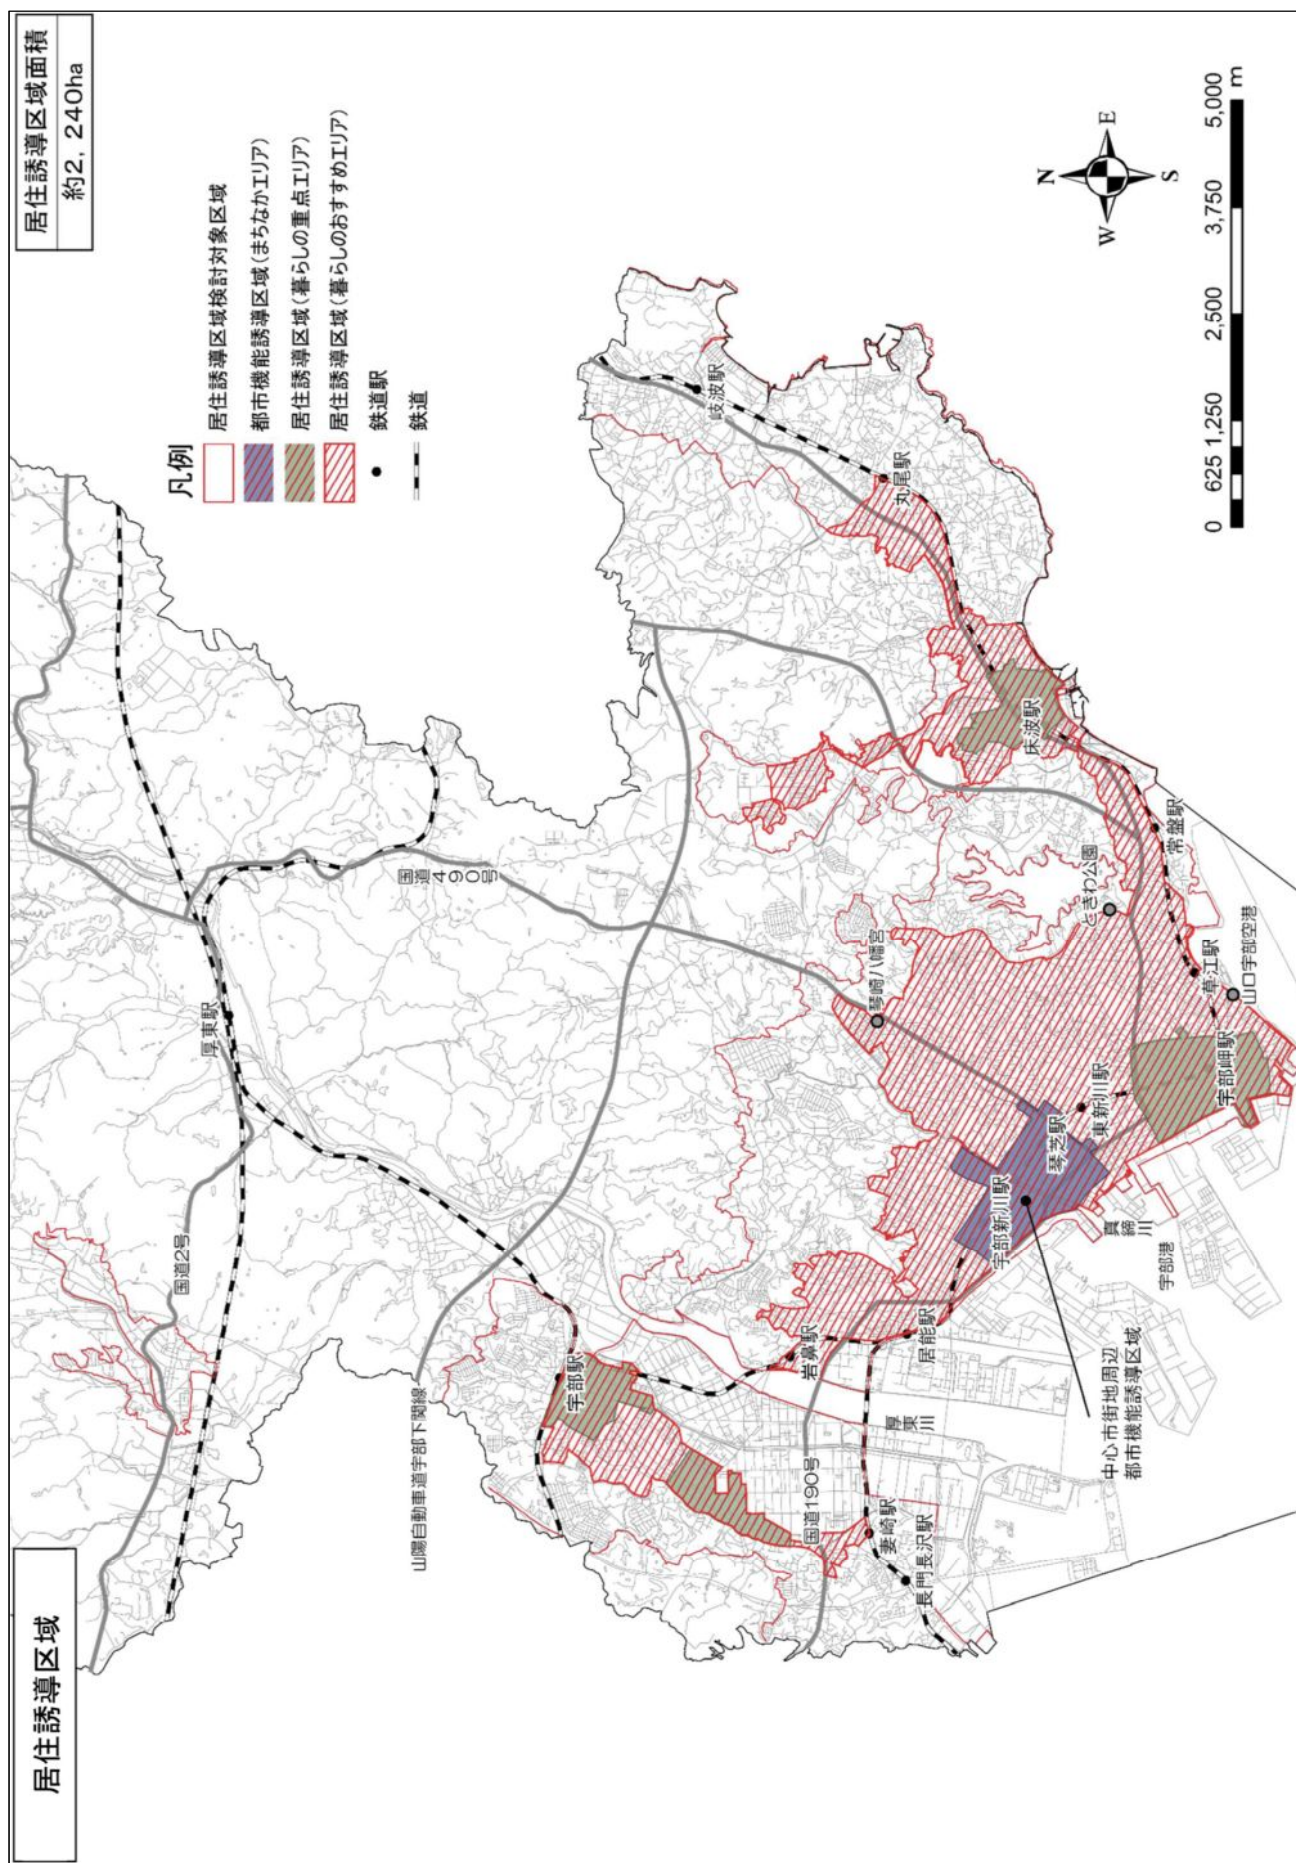 居住誘導区域
居住誘導区域面積
約2，240ha
凡例
居住誘導区域検討対象区域
都市機能誘導区域(まちなかエリア)
居住誘導区域(暮らしの重点エリア)
居住誘導区域(暮らしのおすすめエリア)
鉄道駅
鉄道
国道2号
厚東駅
国道490号
山陽自動車道宇部下関線
宇部駅
岐波駅
丸尾駅
琴崎八幡宮
床波駅
ときわ公園
常盤駅
岩鼻駅
国道190号
妻崎駅
長門長沢駅
厚東川
居能駅
宇部新川駅
琴芝駅
東新川駅
宇部岬駅
草江駅
山口宇部空港
真締川
宇部港
中心市街地周辺
都市機能誘導区域
N
W
E
S
0 625 1,250 2,500 3,750 5,000
m